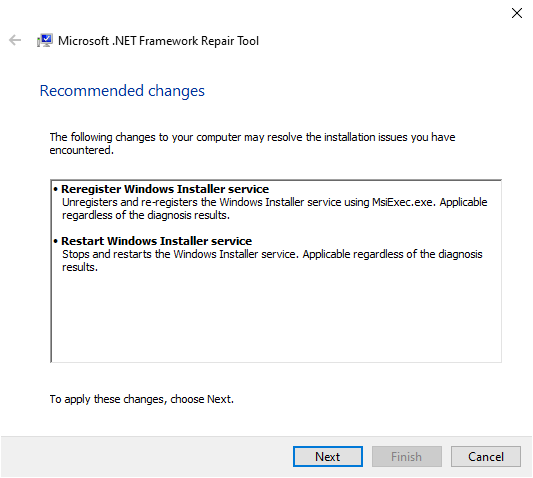 Microsoft .NET Framework Repair Tool
Recommended changes
The following changes to your computer may resolve the installation issues you have
encountered.
• Reregister Windows Installer service
Unregisters and re-registers the Windows Installer service using MsiExec.exe. Applicable
regardless of the diagnosis results.
• Restart Windows Installer service
Stops and restarts the Windows Installer service. Applicable regardless of the diagnosis
results.
To apply these changes, choose Next.
Next Finish Cancel